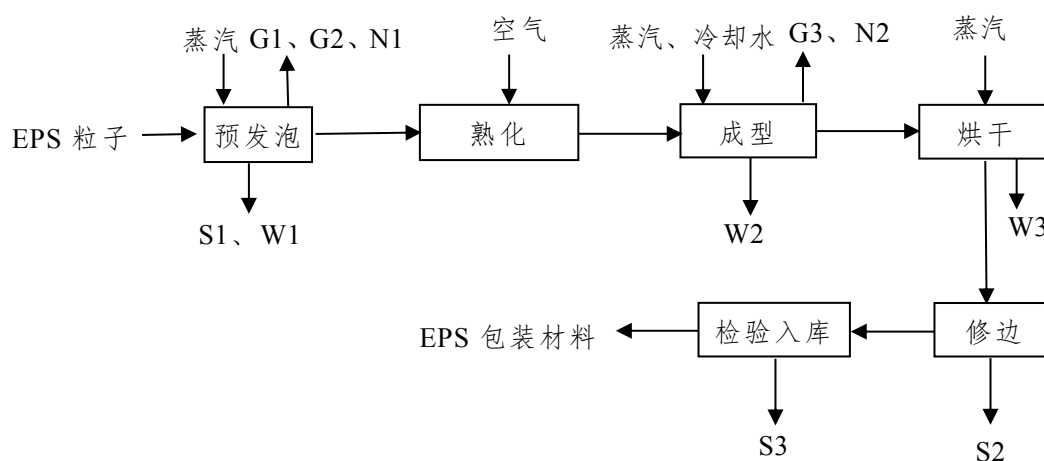 蒸汽 G1、G2、N1
空气
蒸汽、冷却水 G3、N2
蒸汽
EPS 粒子
预发泡
熟化
成型
烘干
S1、W1
W2
W3
EPS 包装材料
检验入库
修边
S3
S2